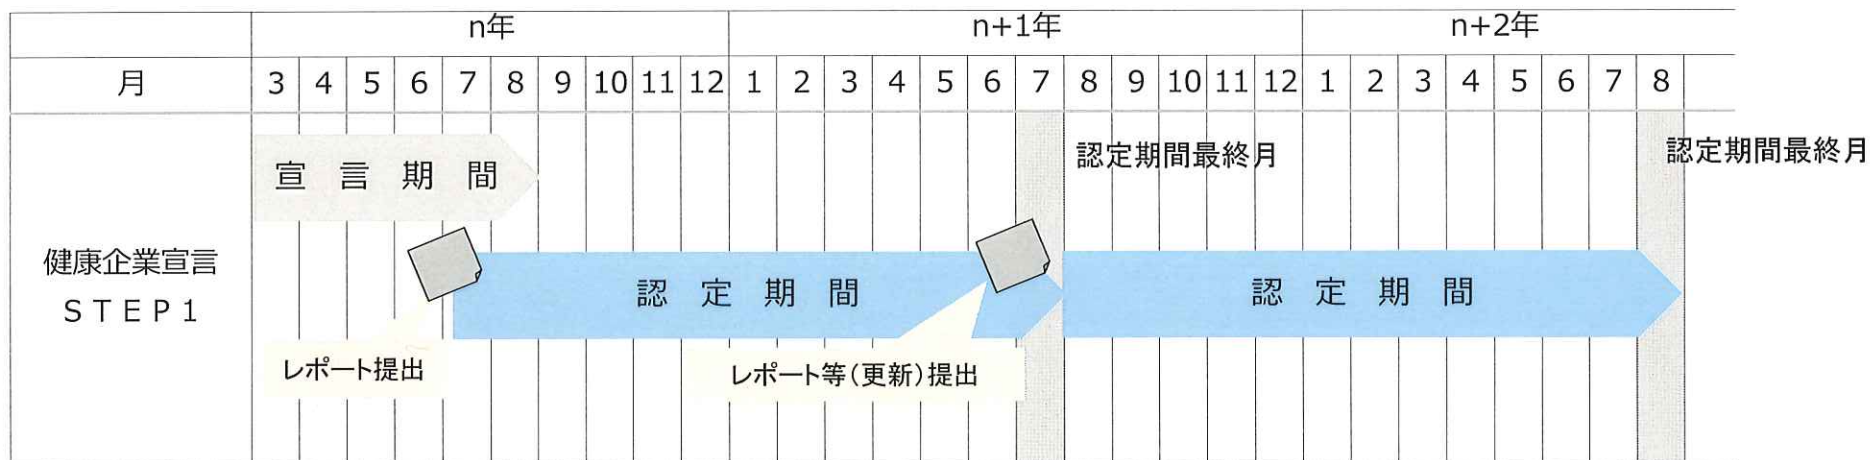 n年 n+1年 n+2年
月 3 4 5 6 7 8 9 10 11 12 1 2 3 4 5 6 7 8 9 10 11 12 1 2 3 4 5 6 7 8
認定期間最終月 認定期間最終月
宣言期間
健康企業宣言
STEP1
認定期間 認定期間
レポート提出 レポート等(更新)提出